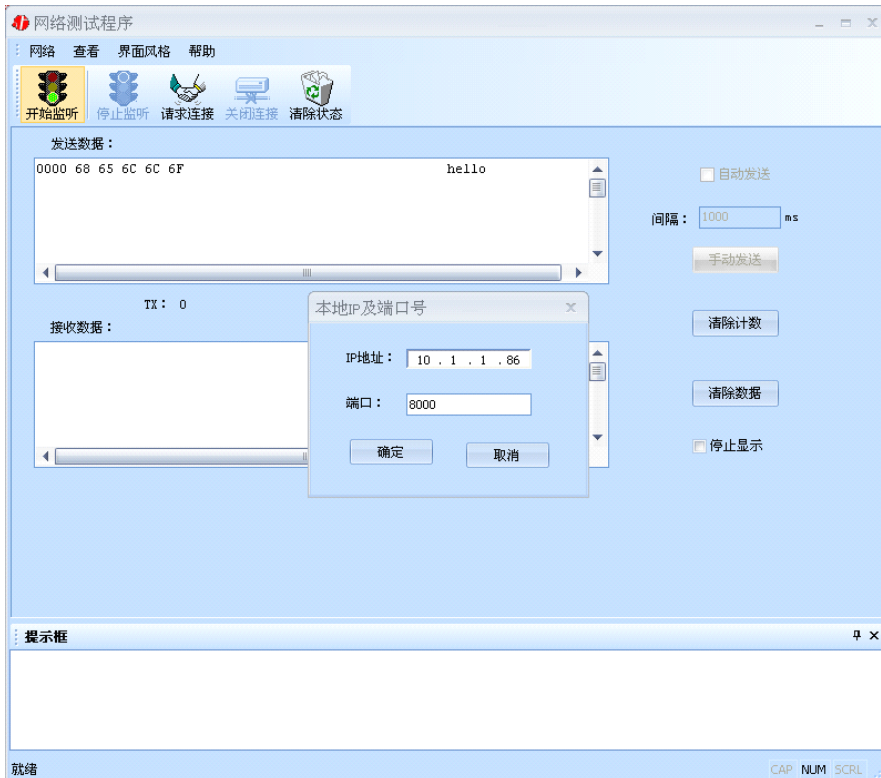 网络测试程序
网络 查看 界面风格 帮助
开始监听 停止监听 请求连接 关闭连接 清除状态
发送数据：
0000 68 65 6C 6C 6F hello
自动发送
间隔： 1000 ms
手动发送
TX： 0
接收数据：
清除计数
清除数据
停止显示
本地IP及端口号
IP地址： 10 . 1 . 1 . 86
端口： 8000
确定 取消
提示框
就绪
CAP NUM SCRL